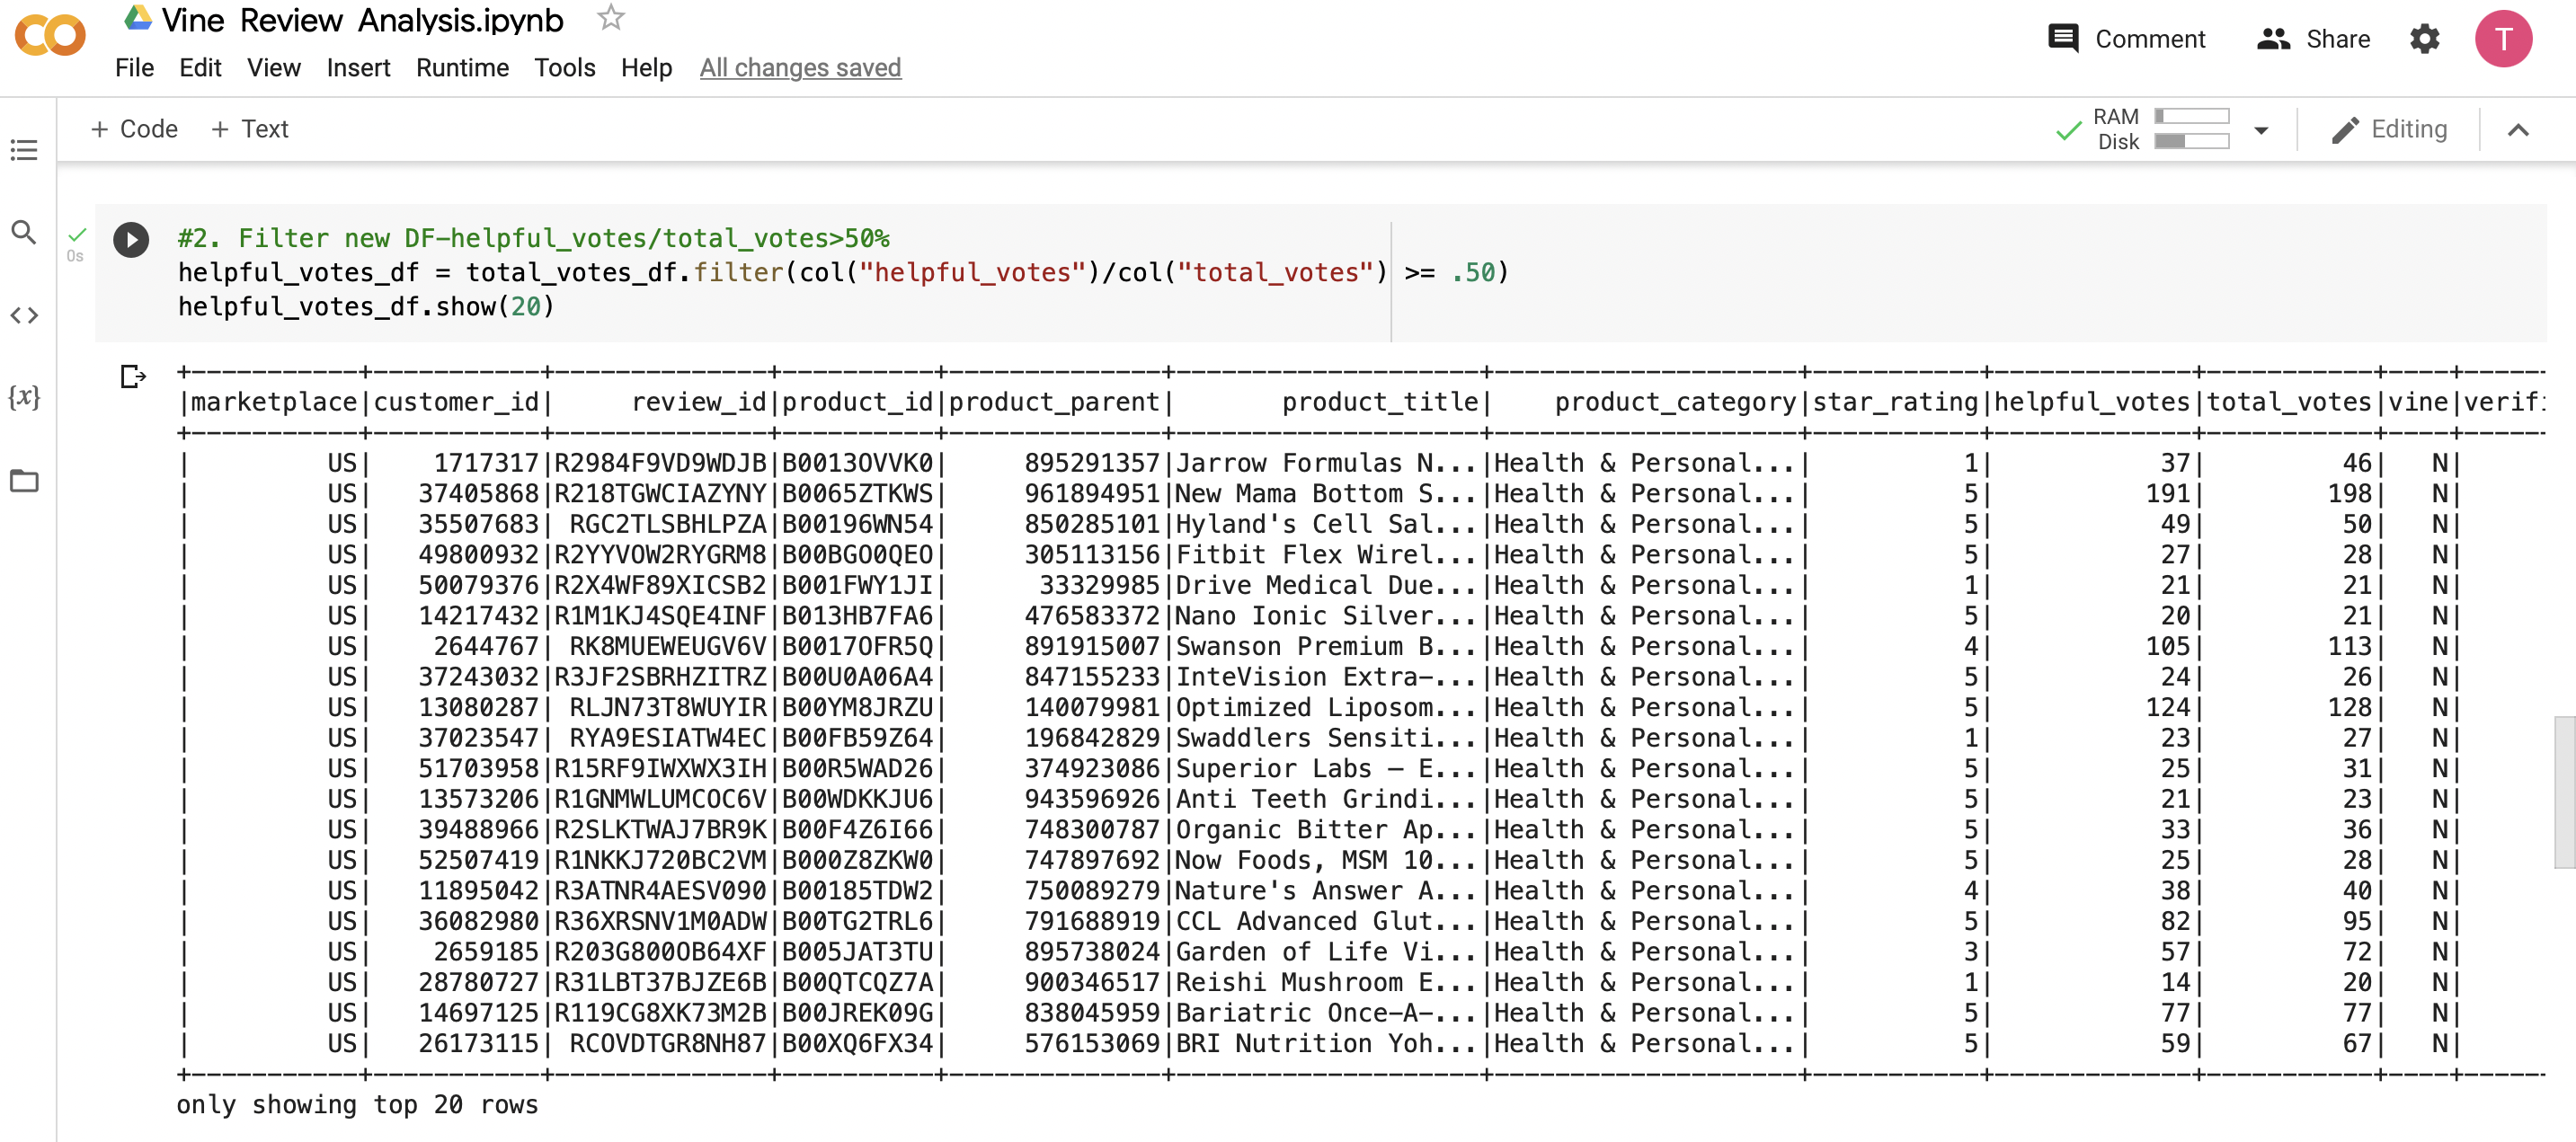 Vine Review Analysis.ipynb
File Edit View Insert Runtime Tools Help All changes saved
Comment Share T
+ Code + Text
RAM
Disk
Editing
0s
#2. Filter new DF-helpful_votes/total_votes>50%
helpful_votes_df = total_votes_df.filter(col("helpful_votes")/col("total_votes") >= .50)
helpful_votes_df.show(20)
+-----------+-----------+--------------+----------+--------------+--------------------+--------------------+-----------+-------------+-----------+----+------
|marketplace|customer_id| review_id|product_id|product_parent| product_title| product_category|star_rating|helpful_votes|total_votes|vine|verifi
+-----------+-----------+--------------+----------+--------------+--------------------+--------------------+-----------+-------------+-----------+----+------
| US| 1717317|R2984F9VD9WDJB|B0013OVVK0| 895291357|Jarrow Formulas N...|Health & Personal...| 1| 37| 46| N|
| US| 37405868|R218TGWCIAZYNY|B0065ZTKWS| 961894951|New Mama Bottom S...|Health & Personal...| 5| 191| 198| N|
| US| 35507683| RGC2TLSBHLPZA|B00196WN54| 850285101|Hyland's Cell Sal...|Health & Personal...| 5| 49| 50| N|
| US| 49800932|R2YYVOW2RYGRM8|B00BGO0QEO| 305113156|Fitbit Flex Wirel...|Health & Personal...| 5| 27| 28| N|
| US| 50079376|R2X4WF89XICSB2|B001FWY1JI| 33329985|Drive Medical Due...|Health & Personal...| 1| 21| 21| N|
| US| 14217432|R1M1KJ4SQE4INF|B013HB7FA6| 476583372|Nano Ionic Silver...|Health & Personal...| 5| 20| 21| N|
| US| 2644767| RK8MUEWEUGV6V|B0017OFR5Q| 891915007|Swanson Premium B...|Health & Personal...| 4| 105| 113| N|
| US| 37243032|R3JF2SBRHZITRZ|B00U0A06A4| 847155233|InteVision Extra-...|Health & Personal...| 5| 24| 26| N|
| US| 13080287| RLJN73T8WUYIR|B00YM8JRZU| 140079981|Optimized Liposom...|Health & Personal...| 5| 124| 128| N|
| US| 37023547| RYA9ESIATW4EC|B00FB59Z64| 196842829|Swaddlers Sensiti...|Health & Personal...| 1| 23| 27| N|
| US| 51703958|R15RF9IWXWX3IH|B00R5WAD26| 374923086|Superior Labs – E...|Health & Personal...| 5| 25| 31| N|
| US| 13573206|R1GNMWLUMCOC6V|B00WDKKJU6| 943596926|Anti Teeth Grindi...|Health & Personal...| 5| 21| 23| N|
| US| 39488966|R2SLKTWAJ7BR9K|B00F4Z6I66| 748300787|Organic Bitter Ap...|Health & Personal...| 5| 33| 36| N|
| US| 52507419|R1NKKJ720BC2VM|B000Z8ZKW0| 747897692|Now Foods, MSM 10...|Health & Personal...| 5| 25| 28| N|
| US| 11895042|R3ATNR4AESV090|B00185TDW2| 750089279|Nature's Answer A...|Health & Personal...| 4| 38| 40| N|
| US| 36082980|R36XRSNV1M0ADW|B00TG2TRL6| 791688919|CCL Advanced Glut...|Health & Personal...| 5| 82| 95| N|
| US| 2659185|R203G800OB64XF|B005JAT3TU| 895738024|Garden of Life Vi...|Health & Personal...| 3| 57| 72| N|
| US| 28780727|R31LBT37BJZE6B|B00QTCQZ7A| 900346517|Reishi Mushroom E...|Health & Personal...| 1| 14| 20| N|
| US| 14697125|R119CG8XK73M2B|B00JREK09G| 838045959|Bariatric Once-A-...|Health & Personal...| 5| 77| 77| N|
| US| 26173115| RCOVDTGR8NH87|B00XQ6FX34| 576153069|BRI Nutrition Yoh...|Health & Personal...| 5| 59| 67| N|
+-----------+-----------+--------------+----------+--------------+--------------------+--------------------+-----------+-------------+-----------+----+------
only showing top 20 rows